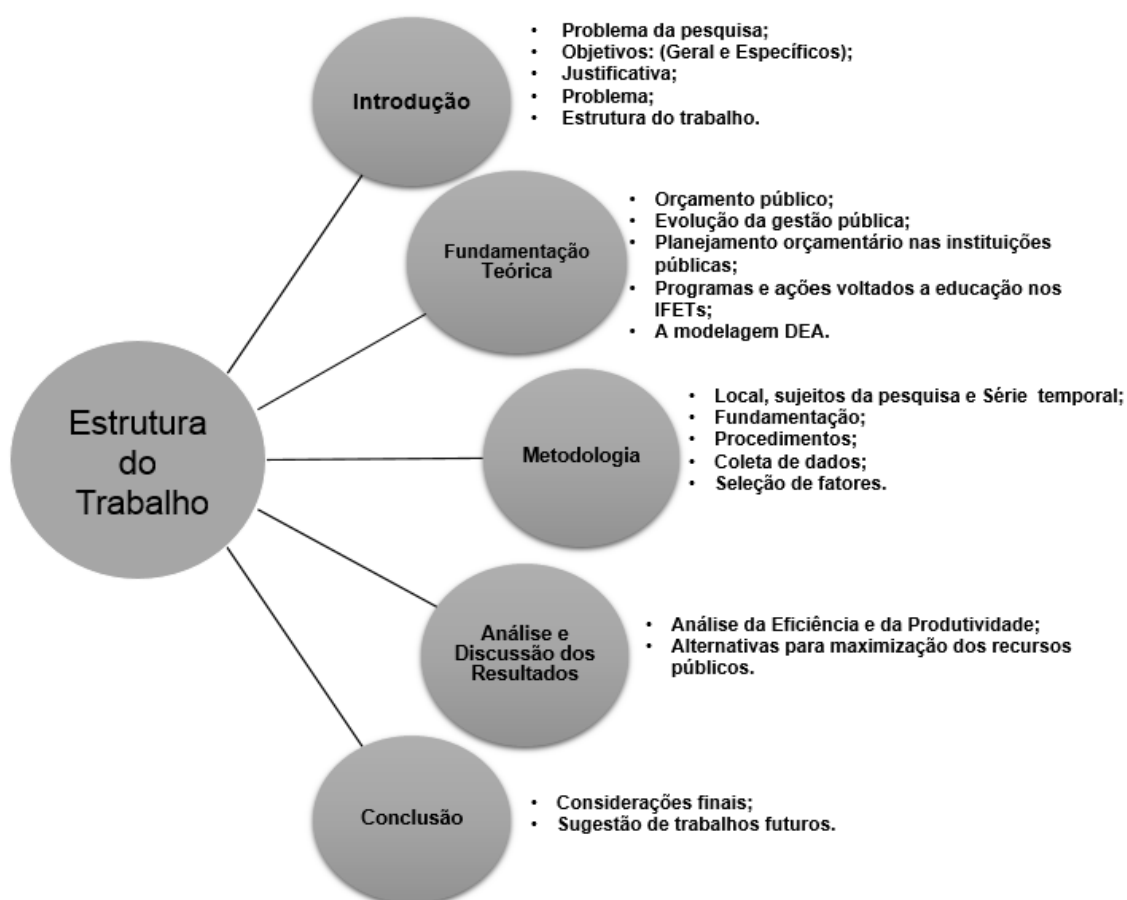 Estrutura
do
Trabalho
Introdução
• Problema da pesquisa;
• Objetivos: (Geral e Específicos);
• Justificativa;
• Problema;
• Estrutura do trabalho.
Fundamentação
Teórica
• Orçamento público;
• Evolução da gestão pública;
• Planejamento orçamentário nas instituições
públicas;
• Programas e ações voltados a educação nos
IFETs;
• A modelagem DEA.
Metodologia
• Local, sujeitos da pesquisa e Série temporal;
• Fundamentação;
• Procedimentos;
• Coleta de dados;
• Seleção de fatores.
Análise e
Discussão dos
Resultados
• Análise da Eficiência e da Produtividade;
• Alternativas para maximização dos recursos
públicos.
Conclusão
• Considerações finais;
• Sugestão de trabalhos futuros.